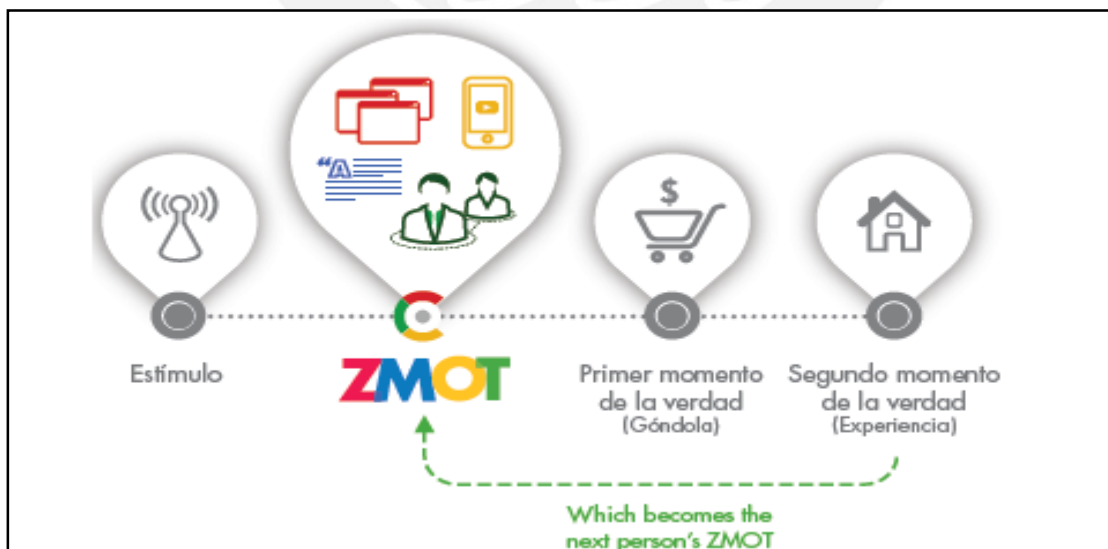 “A
$
Estímulo
ZMOT
Primer momento
de la verdad
(Góndola)
Segundo momento
de la verdad
(Experiencia)
Which becomes the
next person's ZMOT